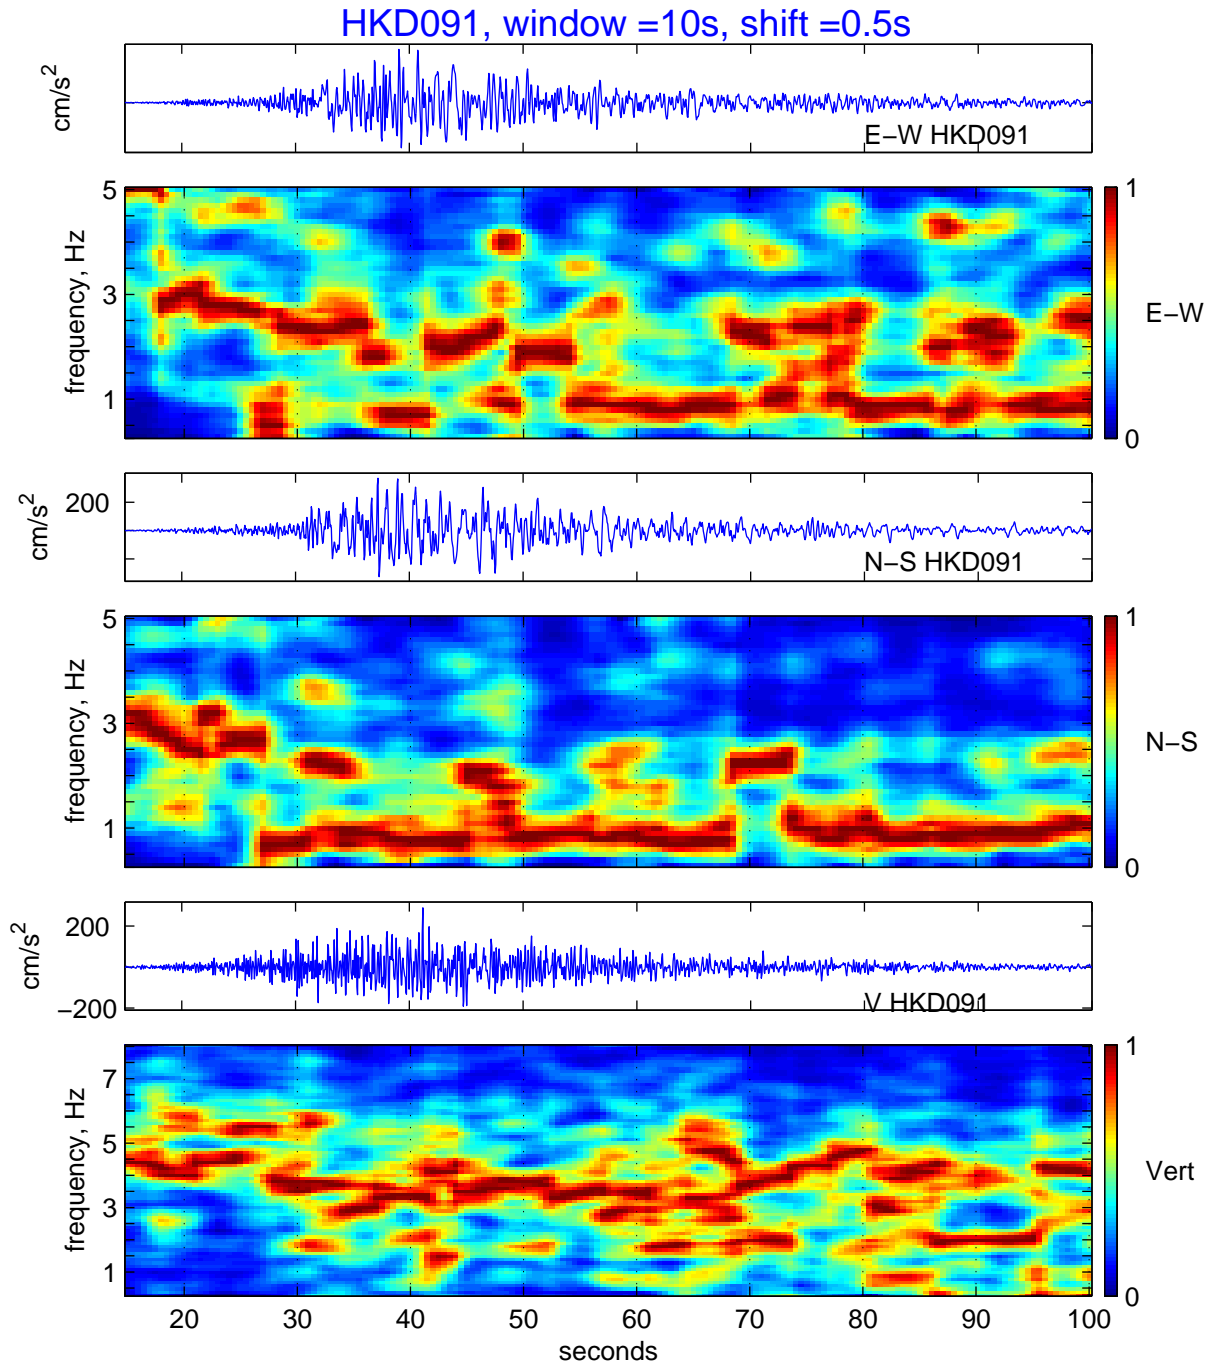 HKD091, window =10s, shift =0.5s
cm/s²
E−W HKD091
5
3
1
frequency, Hz
1
0
E−W
200
cm/s²
N−S HKD091
5
3
1
frequency, Hz
1
0
N−S
200
−200
cm/s²
V HKD091
7
5
3
1
frequency, Hz
1
0
Vert
20 30 40 50 60 70 80 90 100
seconds